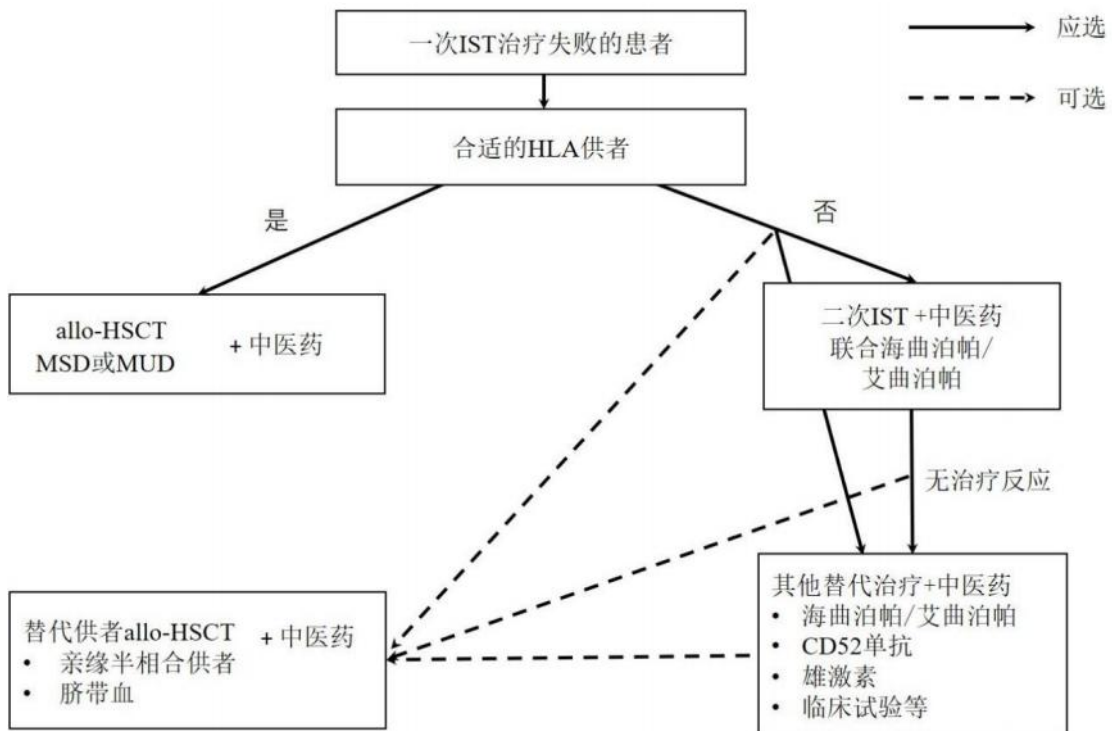 一次IST治疗失败的患者
应选
可选
合适的HLA供者
是
否
allo-HSCT
MSD或MUD
+ 中医药
二次IST +中医药
联合海曲泊帕/
艾曲泊帕
无治疗反应
替代供者allo-HSCT
• 亲缘半相合供者
• 脐带血
+ 中医药
其他替代治疗+中医药
• 海曲泊帕/艾曲泊帕
• CD52单抗
• 雄激素
• 临床试验等